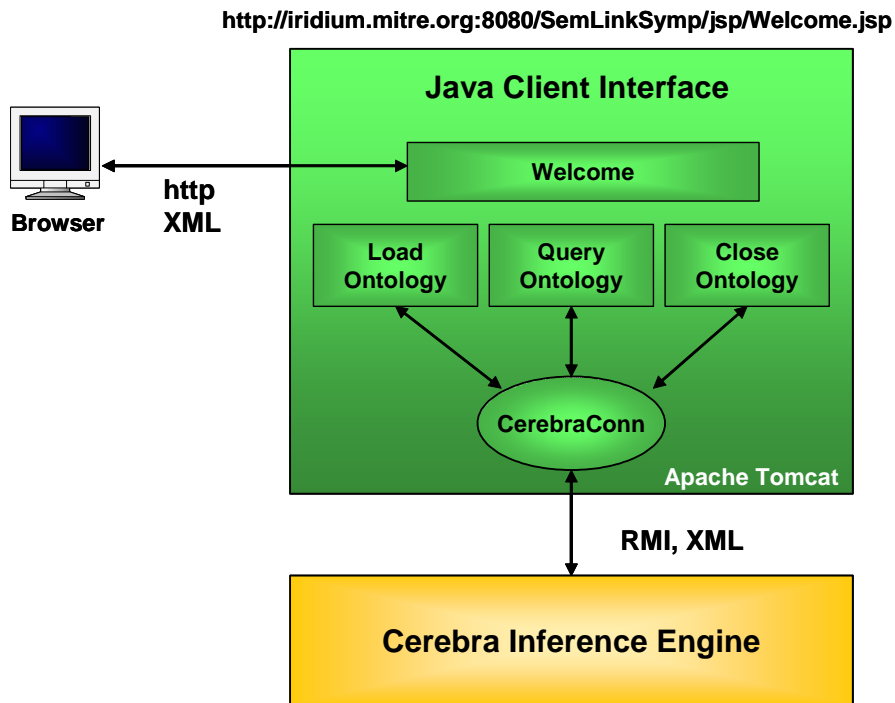 http://iridium.mitre.org:8080/SemLinkSymp/jsp/Welcome.jsp
Java Client Interface
Welcome
http
XML
Browser
Load
Ontology
Query
Ontology
Close
Ontology
CerebraConn
Apache Tomcat
RMI, XML
Cerebra Inference Engine